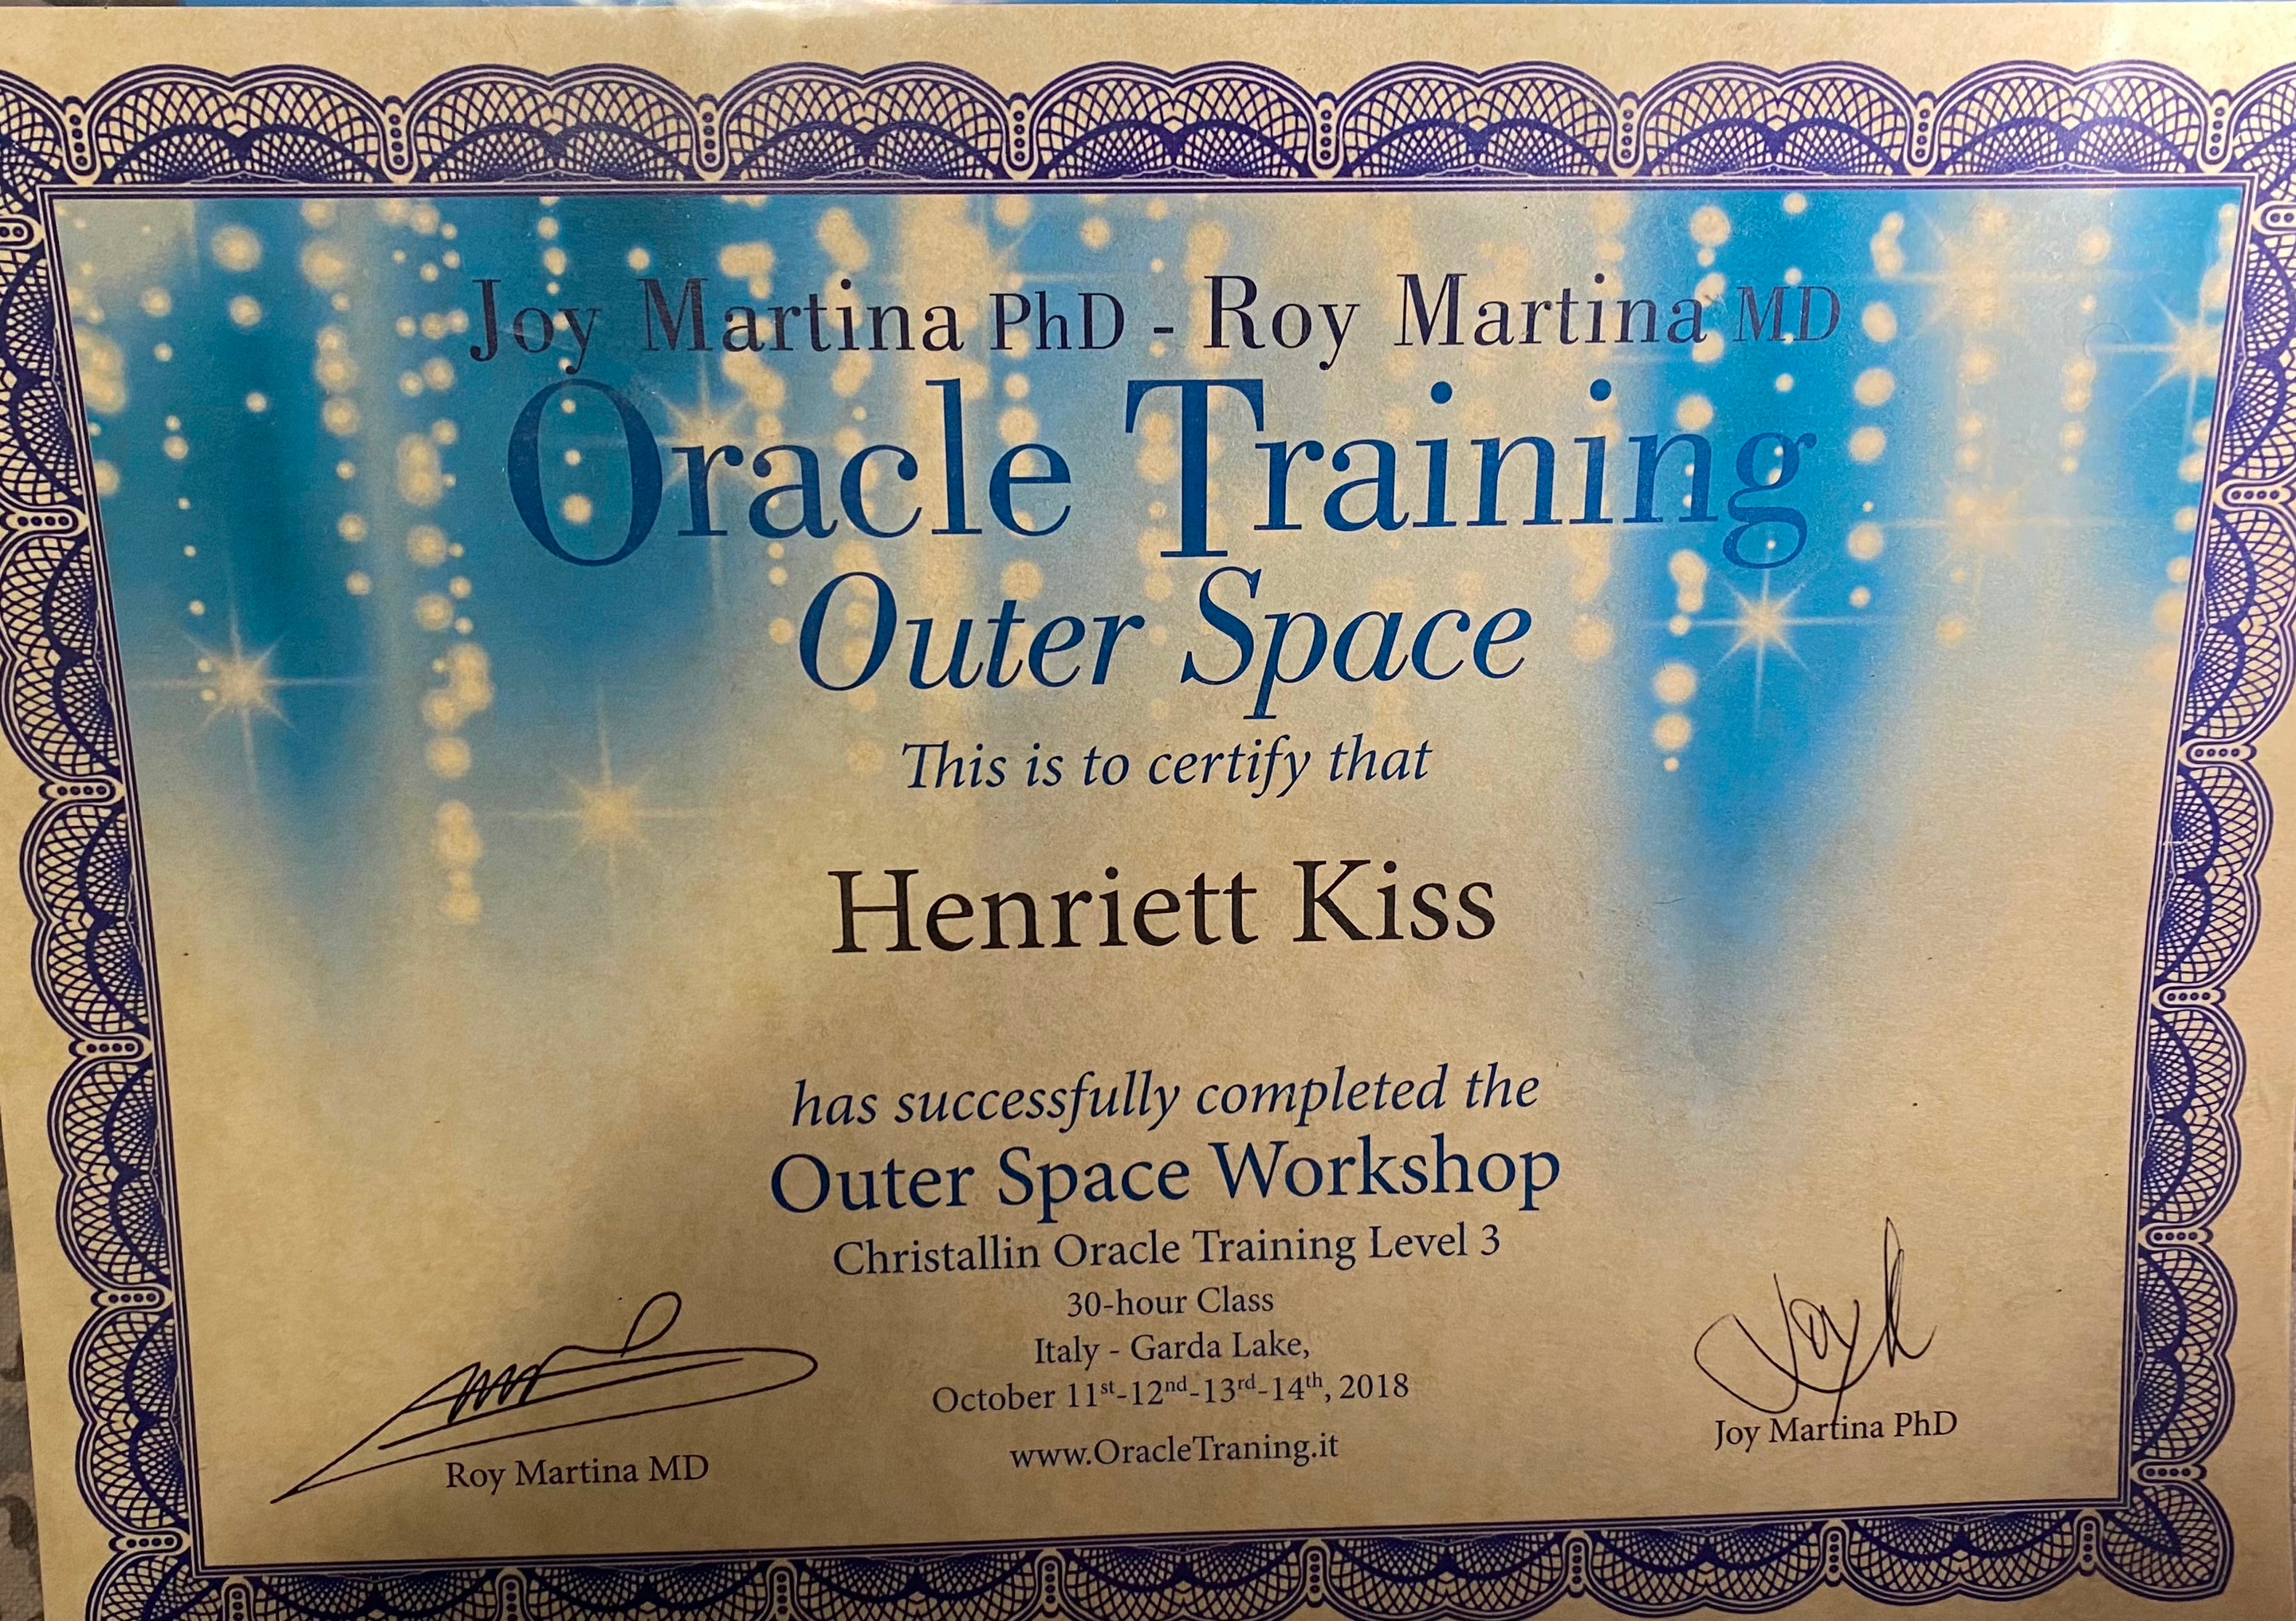 Joy Martina PhD - Roy Martina MD
Oracle Training
Outer Space
This is to certify that
Henriett Kiss
has successfully completed the
Outer Space Workshop
Christallin Oracle Training Level 3
30-hour Class
Italy - Garda Lake,
October 11st-12nd-13rd-14th, 2018
www.OracleTraning.it
Roy Martina MD
Joy Martina PhD